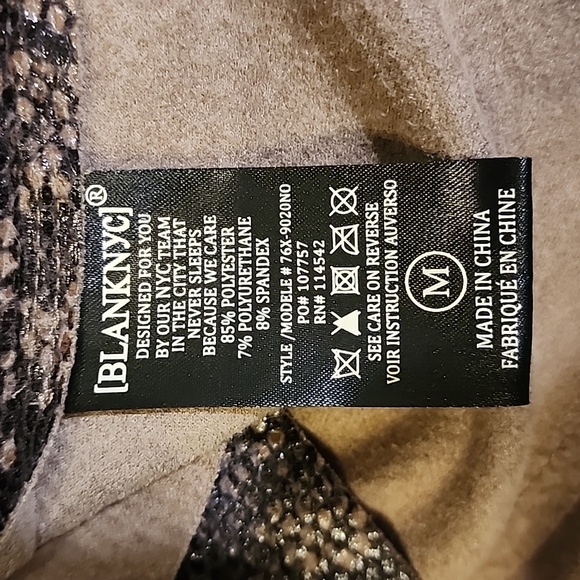 [BLANKNYC]®
DESIGNED FOR YOU
BY OUR NYC TEAM
IN THE CITY THAT
NEVER SLEEPS
BECAUSE WE CARE
85% POLYESTER
7% POLYURETHANE
8% SPANDEX
STYLE /MODELE # 76X-9020NO
PO# 107757
RN# 114542
SEE CARE ON REVERSE
VOIR INSTRUCTION AUVERSO
M
MADE IN CHINA
FABRIQUÉ EN CHINE